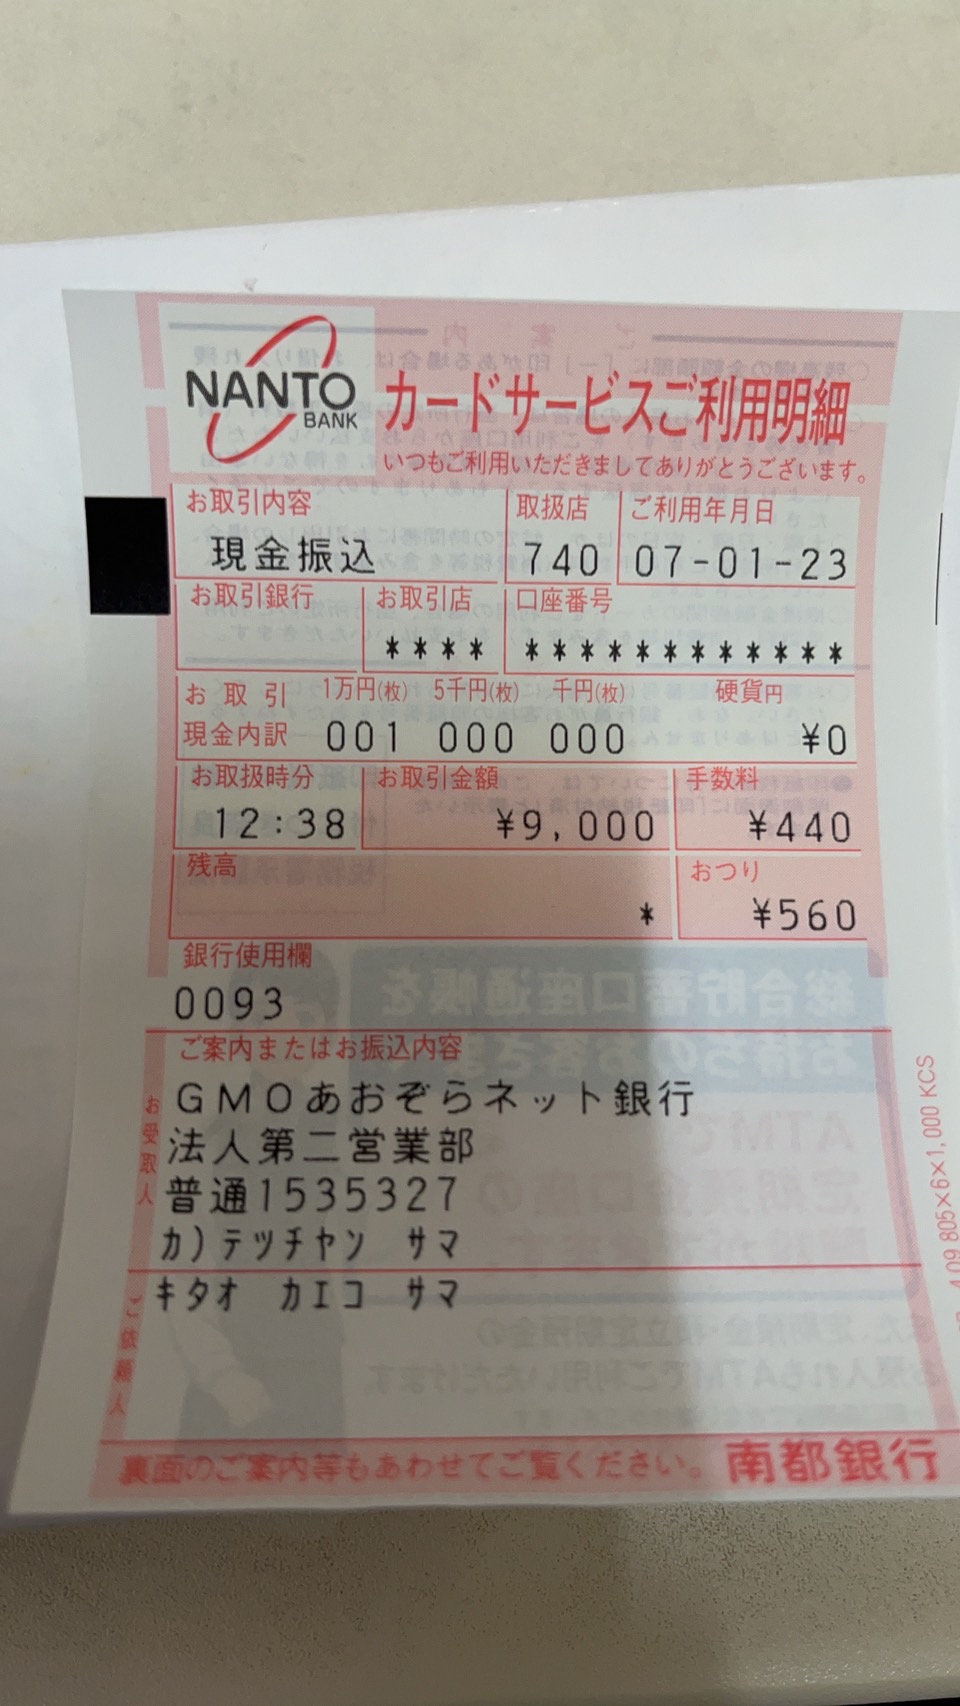 NANTO
BANK
カードサービスご利用明細
いつもご利用いただきましてありがとうございます。
お取引内容 取扱店 ご利用年月日
現金振込 740 07-01-23
お取引銀行 お取引店 口座番号
**** ************
お取引 1万円(枚) 5千円(枚) 千円(枚) 硬貨円
現金内訳 001 000 000 ¥0
お取扱時分 お取引金額 手数料
12:38 ¥9,000 ¥440
残高 おつり
* ¥560
銀行使用欄
0093
ご案内またはお振込内容
お受取人
GMOあおぞらネット銀行
法人第二営業部
普通1535327
カ)テツチヤン サマ
ご依頼人
キタオ カエコ サマ
裏面のご案内等もあわせてご覧ください。 南都銀行
4.09 805×6×1,000 KCS